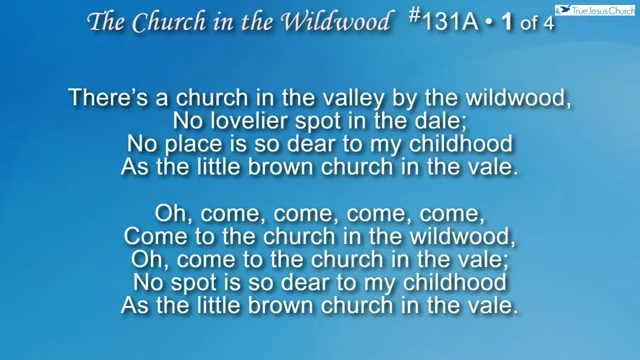 The Church in the Wildwood #131A • 1 of 4
True Jesus Church
There's a church in the valley by the wildwood,
No lovelier spot in the dale;
No place is so dear to my childhood
As the little brown church in the vale.
Oh, come, come, come, come,
Come to the church in the wildwood,
Oh, come to the church in the vale;
No spot is so dear to my childhood
As the little brown church in the vale.